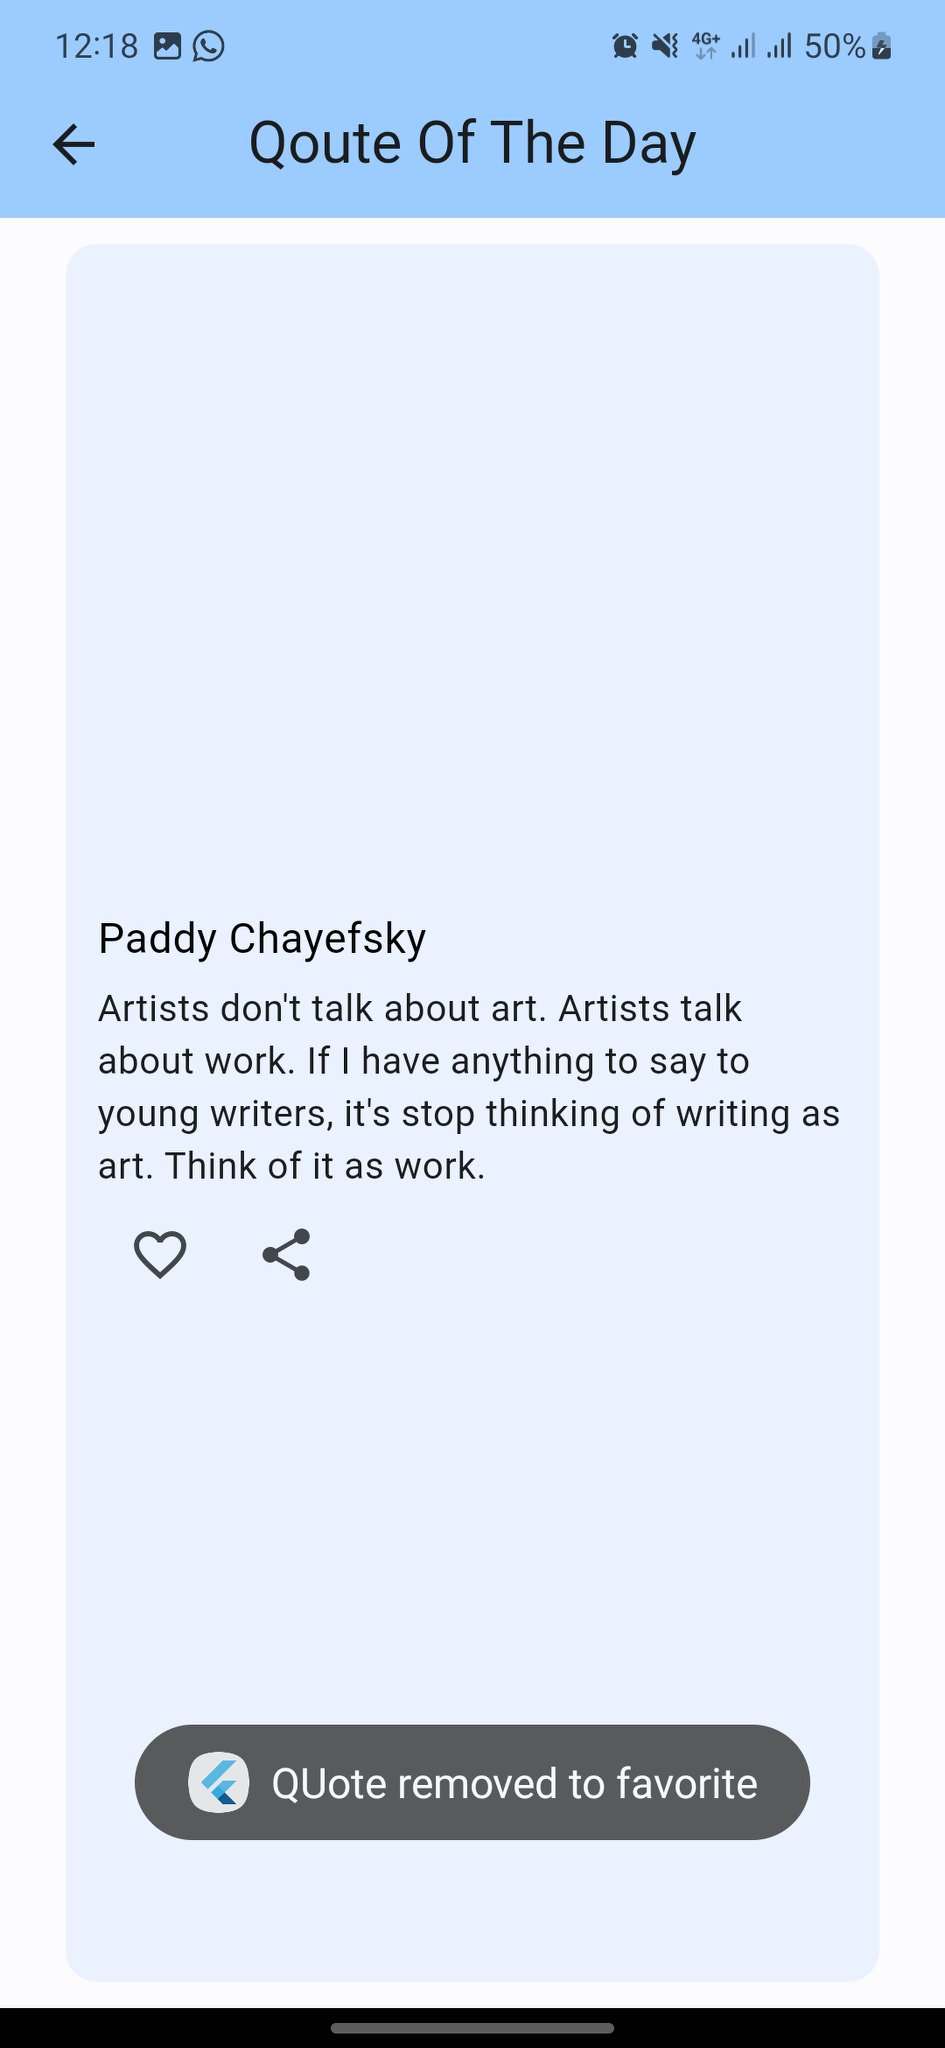 12:18
4G+
50%
Qoute Of The Day
Paddy Chayefsky
Artists don't talk about art. Artists talk
about work. If I have anything to say to
young writers, it's stop thinking of writing as
art. Think of it as work.
QUote removed to favorite